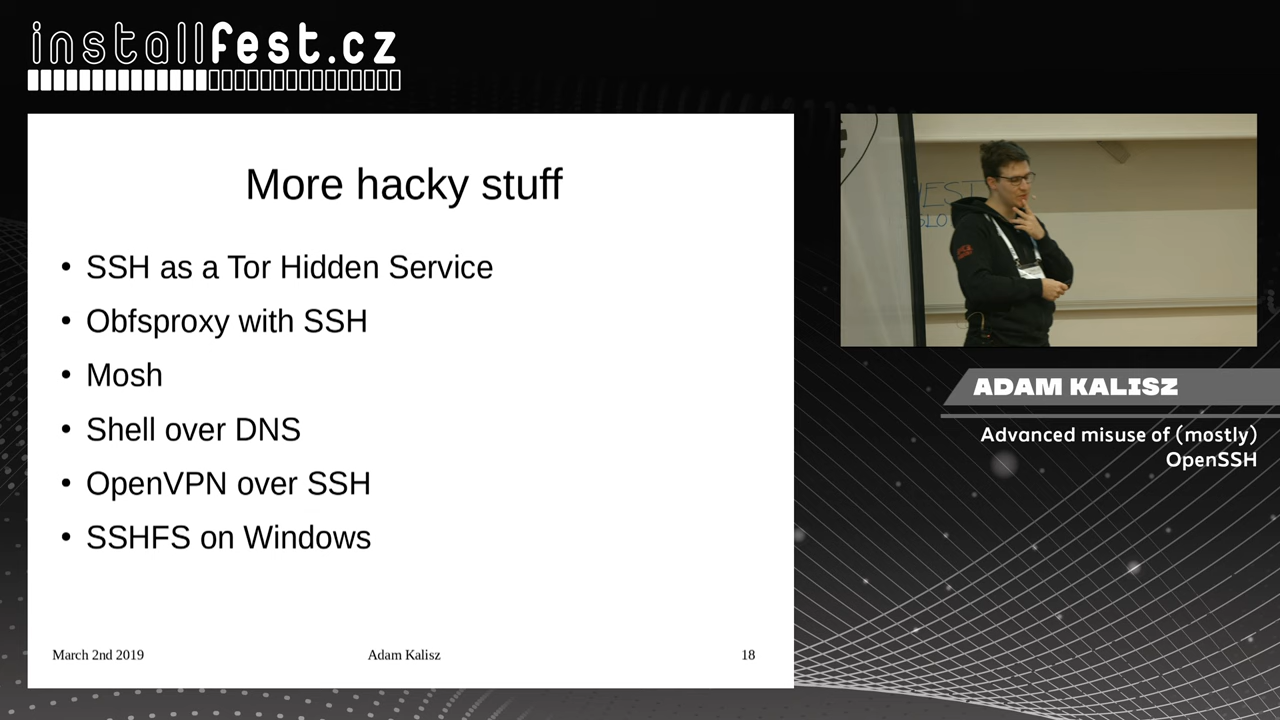 installfest.cz
More hacky stuff
• SSH as a Tor Hidden Service
• Obfsproxy with SSH
• Mosh
• Shell over DNS
• OpenVPN over SSH
• SSHFS on Windows
March 2nd 2019 Adam Kalisz 18
ADAM KALISZ
Advanced misuse of (mostly)
OpenSSH